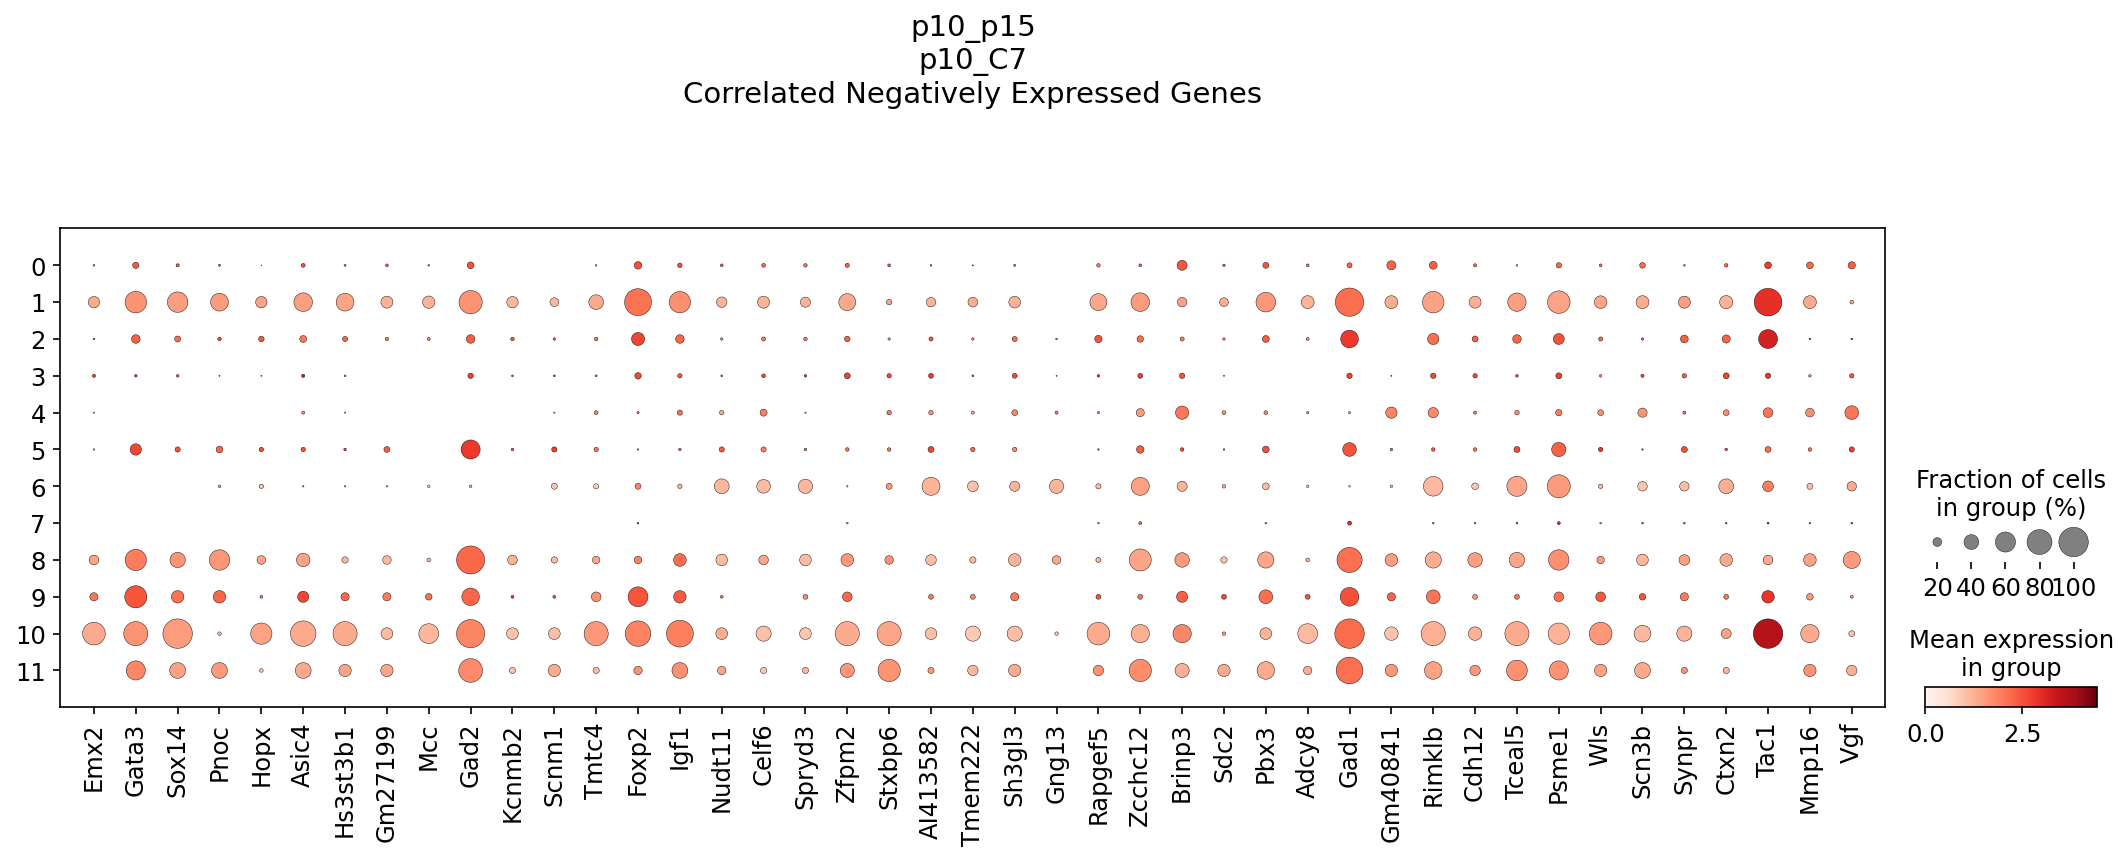 p10_p15
p10_C7
Correlated Negatively Expressed Genes
0
1
2
3
4
5
6
7
8
9
10
11
Emx2
Gata3
Sox14
Pnoc
Hopx
Asic4
Hs3st3b1
Gm27199
Mcc
Gad2
Kcnmb2
Scnm1
Tmtc4
Foxp2
Igf1
Nudt11
Celf6
Spryd3
Zfpm2
Stxbp6
AI413582
Tmem222
Sh3gl3
Gng13
Rapgef5
Zcchc12
Brinp3
Sdc2
Pbx3
Adcy8
Gad1
Gm40841
Rimklb
Cdh12
Tceal5
Psme1
Wls
Scn3b
Synpr
Ctxn2
Tac1
Mmp16
Vgf
Fraction of cells
in group (%)
20 40 60 80 100
Mean expression
in group
0.0 2.5